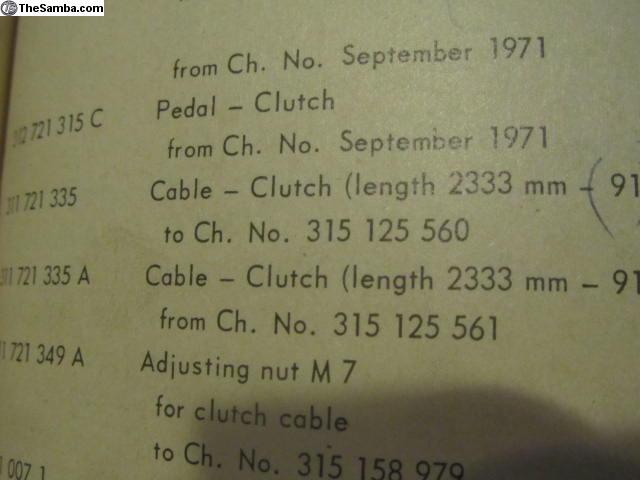 TheSamba.com
from Ch. No. September 1971
721 315 C Pedal – Clutch
from Ch. No. September 1971
311 721 335 Cable – Clutch (length 2333 mm – 91
to Ch. No. 315 125 560
721 335 A Cable – Clutch (length 2333 mm – 91
from Ch. No. 315 125 561
721 349 A Adjusting nut M 7
for clutch cable
007 1 to Ch. No. 315 158 979